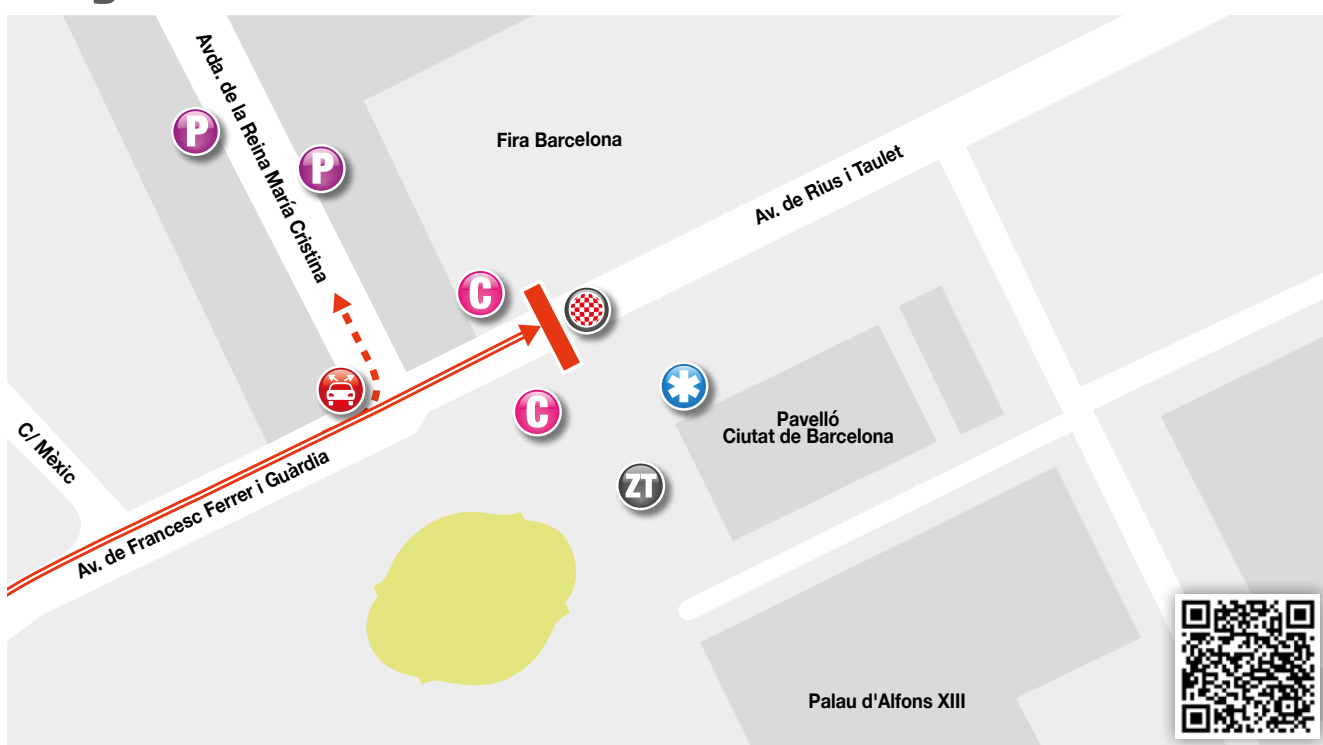 Avda. de la Reina María Cristina
P
P
Fira Barcelona
Av. de Rius i Taulet
C
C
Pavelló
Ciutat de Barcelona
C/ Mèxic
ZT
Av. de Francesc Ferrer i Guàrdia
Palau d'Alfons XIII